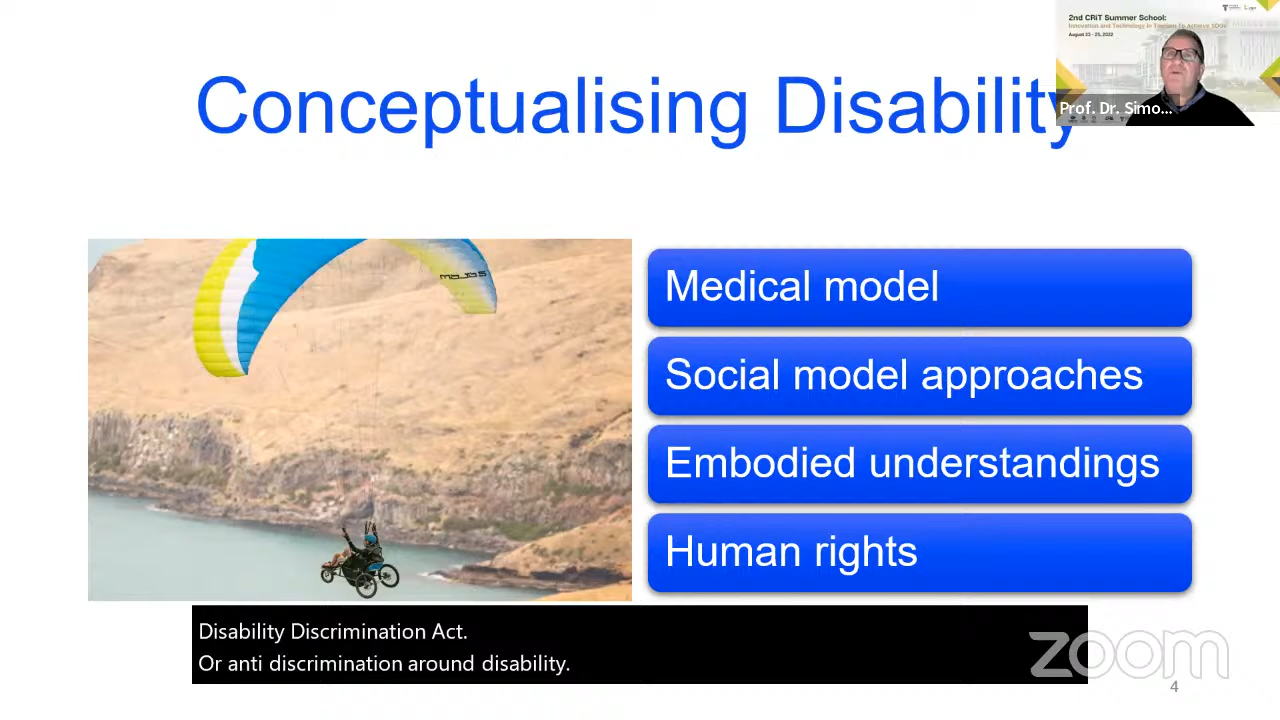 2nd CRiT Summer School:
Innovation and Technology in Tourism To Achieve SDGs
August 23 - 25, 2022
Prof. Dr. Simo...
Conceptualising Disability
Medical model
Social model approaches
Embodied understandings
Human rights
Disability Discrimination Act.
Or anti discrimination around disability.
zoom
4